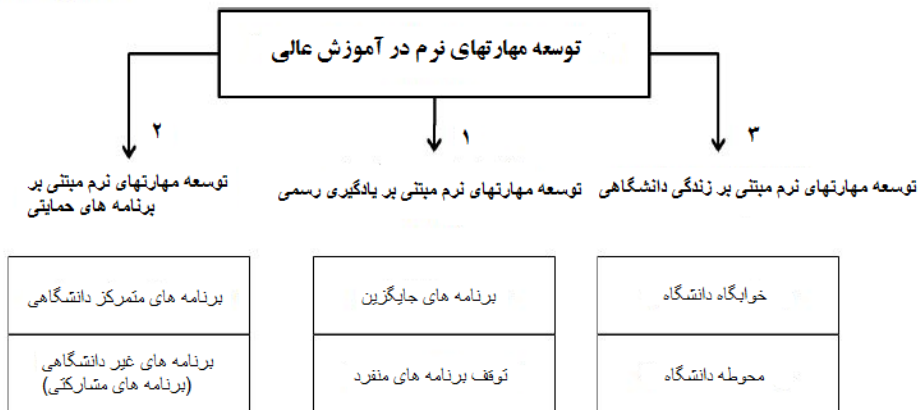 توسعه مهارتهای نرم در آموزش عالی
۳
۱
۲
توسعه مهارتهای نرم مبتنی بر زندگی دانشگاهی
توسعه مهارتهای نرم مبتنی بر یادگیری رسمی
توسعه مهارتهای نرم مبتنی بر
برنامه های حمایتی
خوابگاه دانشگاه
محوطه دانشگاه
برنامه های جایگزین
توقف برنامه های منفرد
برنامه های متمرکز دانشگاهی
برنامه های غیر دانشگاهی
(برنامه های مشارکتی)